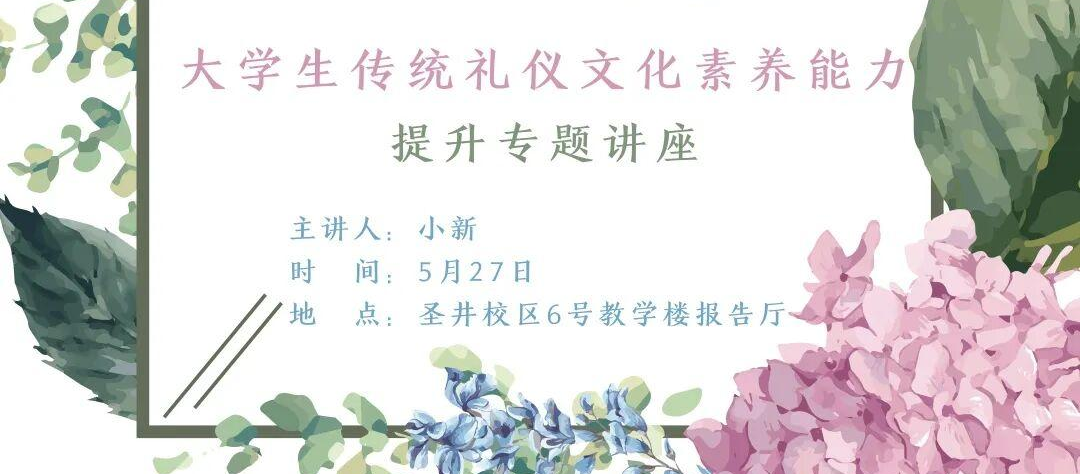 大学生传统礼仪文化素养能力
提升专题讲座
主讲人：小新
时　间：5月27日
地　点：圣井校区6号教学楼报告厅